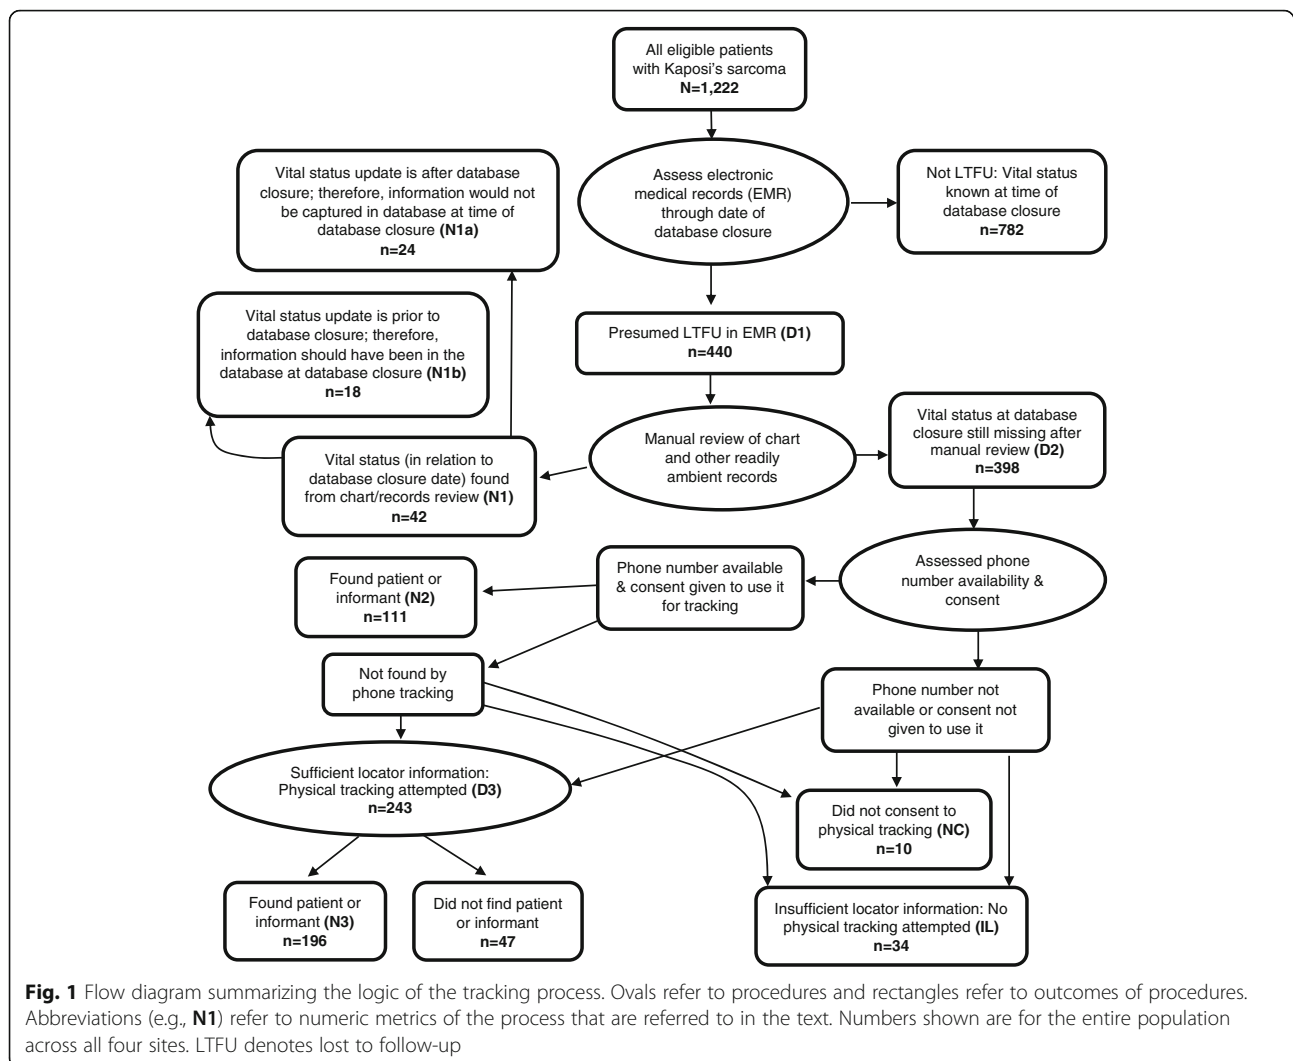 All eligible patients
with Kaposi's sarcoma
N=1,222
Assess electronic
medical records (EMR)
through date of
database closure
Not LTFU: Vital status
known at time of
database closure
n=782
Vital status update is after database
closure; therefore, information would not
be captured in database at time of
database closure (N1a)
n=24
Vital status update is prior to
database closure; therefore,
information should have been in the
database at database closure (N1b)
n=18
Presumed LTFU in EMR (D1)
n=440
Manual review of chart
and other readily
ambient records
Vital status at database
closure still missing after
manual review (D2)
n=398
Vital status (in relation to
database closure date) found
from chart/records review (N1)
n=42
Assessed phone
number availability &
consent
Phone number available
& consent given to use it
for tracking
Found patient or
informant (N2)
n=111
Not found by
phone tracking
Phone number not
available or consent not
given to use it
Sufficient locator information:
Physical tracking attempted (D3)
n=243
Did not consent to
physical tracking (NC)
n=10
Found patient or
informant (N3)
n=196
Did not find patient
or informant
n=47
Insufficient locator information: No
physical tracking attempted (IL)
n=34
Fig. 1 Flow diagram summarizing the logic of the tracking process. Ovals refer to procedures and rectangles refer to outcomes of procedures.
Abbreviations (e.g., N1) refer to numeric metrics of the process that are referred to in the text. Numbers shown are for the entire population
across all four sites. LTFU denotes lost to follow-up